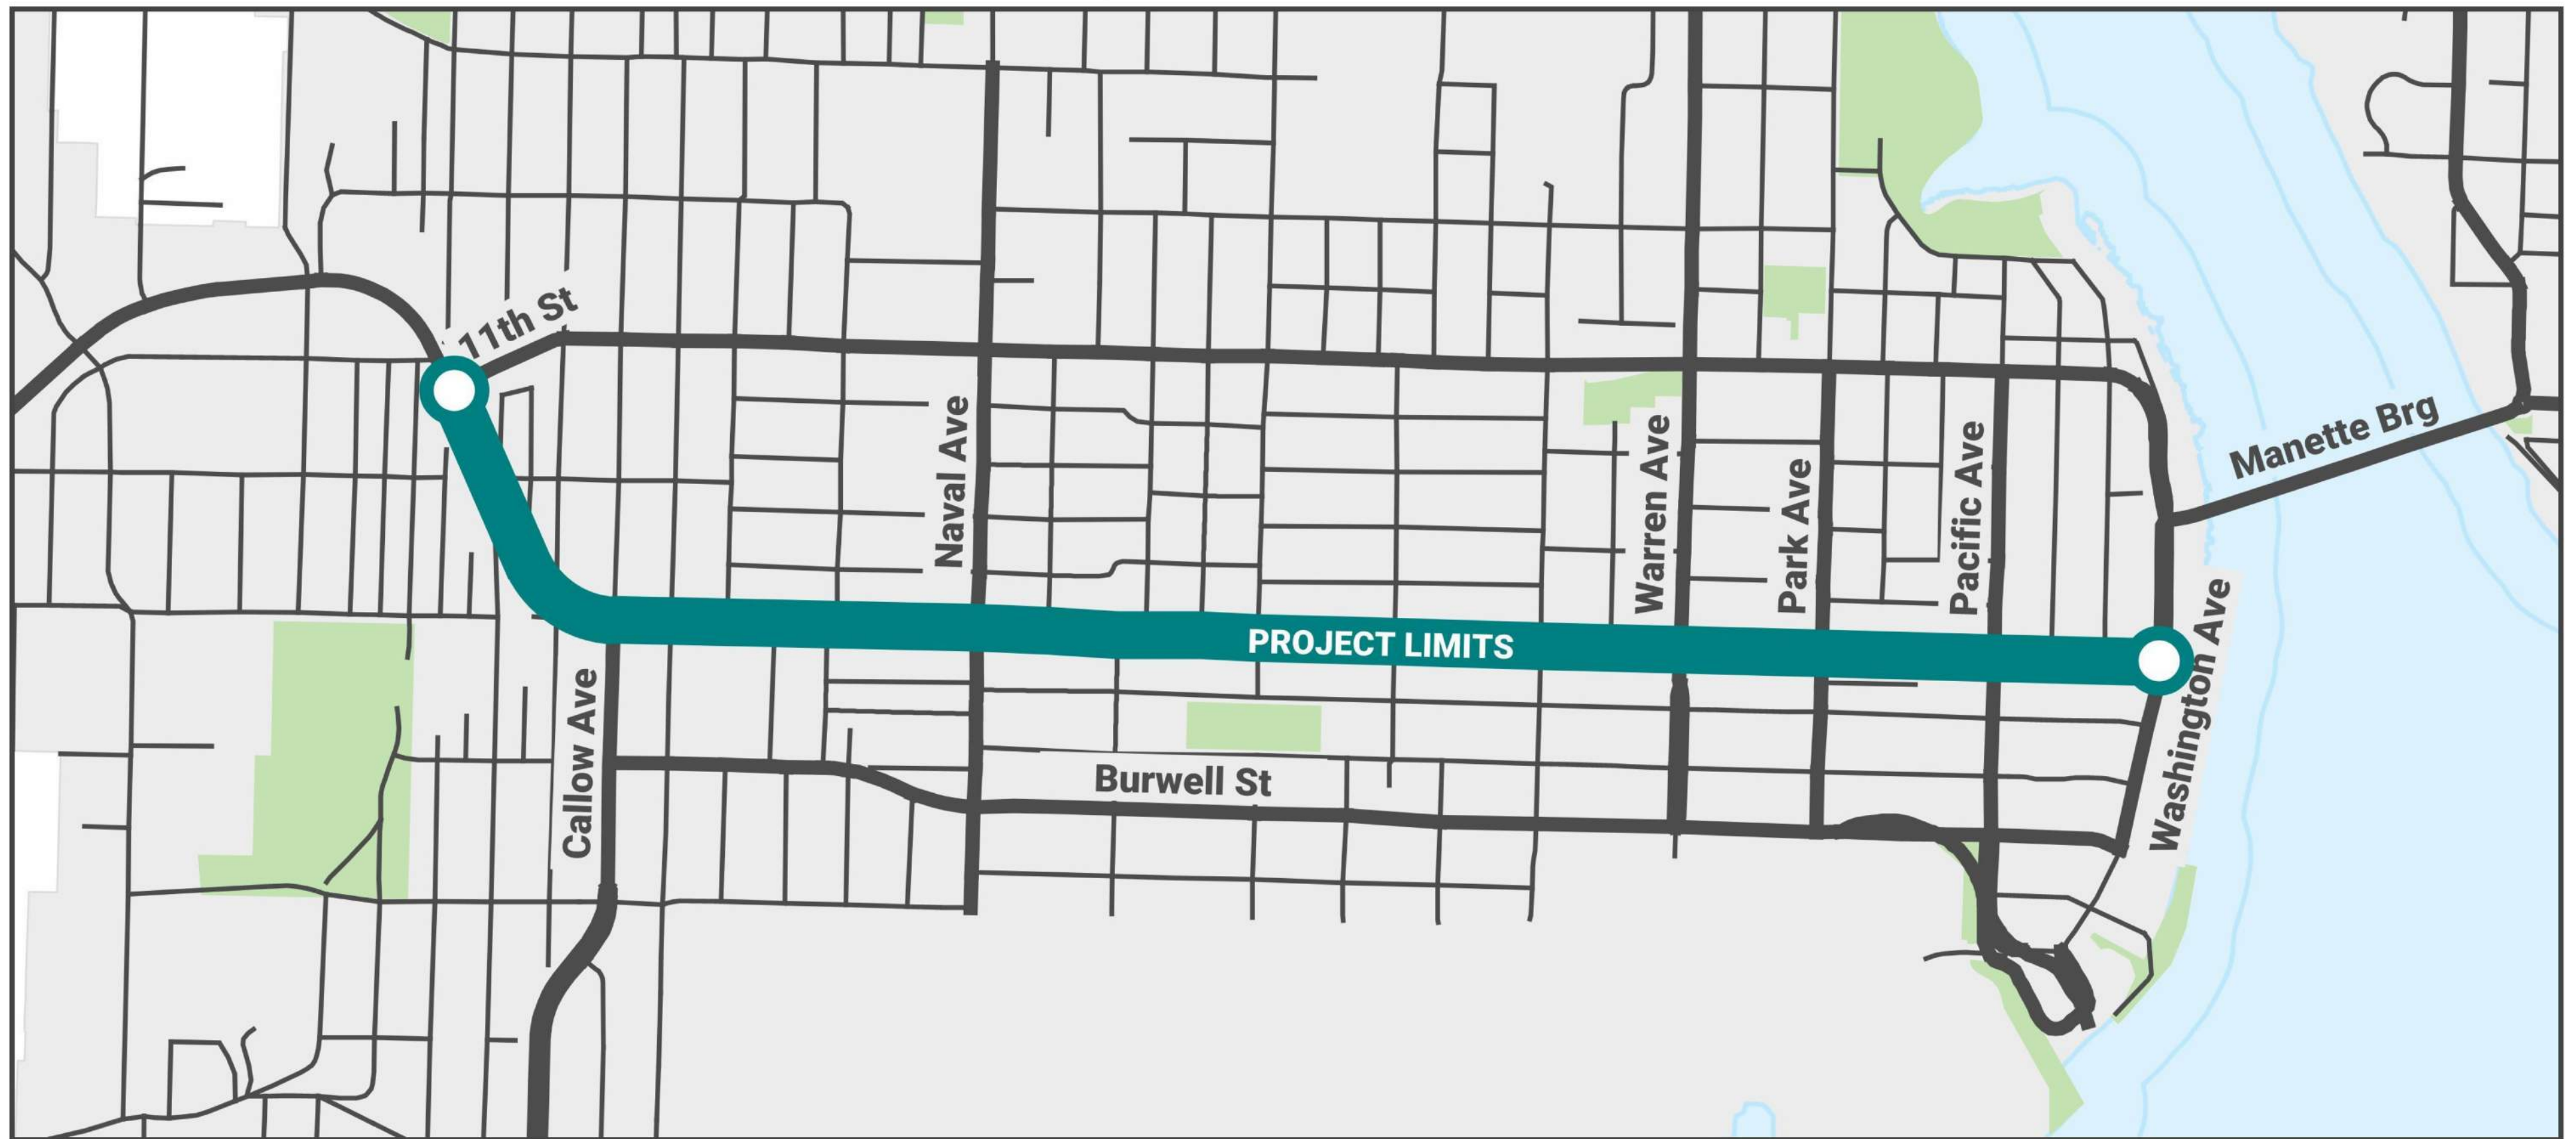 11th St
Naval Ave
Warren Ave
Park Ave
Pacific Ave
Manette Brg
PROJECT LIMITS
Washington Ave
Callow Ave
Burwell St